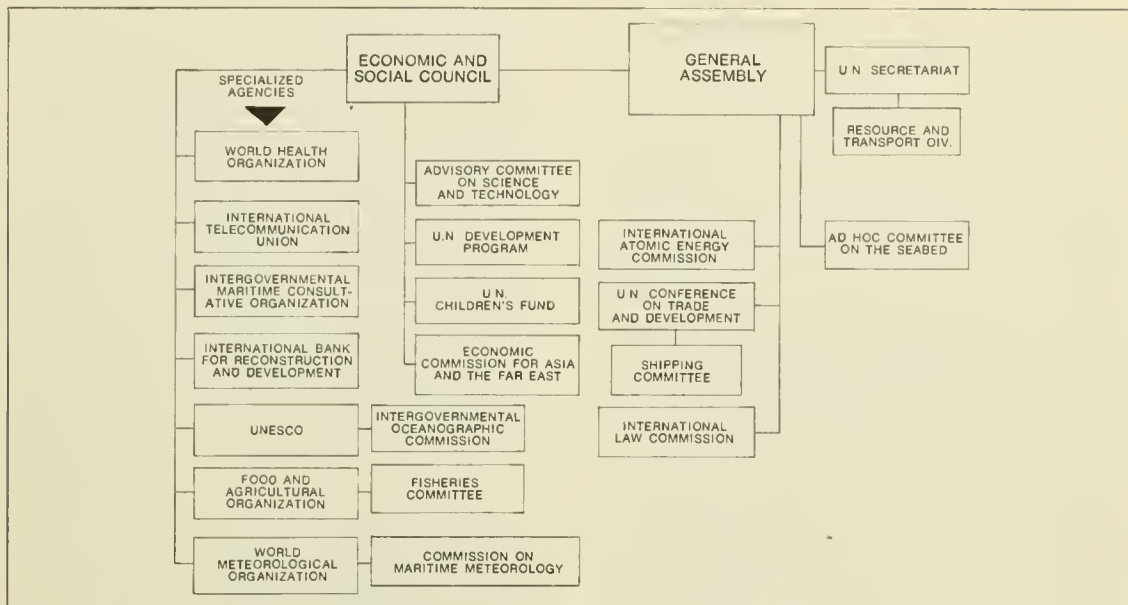 ECONOMIC AND
SOCIAL COUNCIL
GENERAL
ASSEMBLY
U N SECRETARIAT
RESOURCE AND
TRANSPORT OIV.
SPECIALIZED
AGENCIES
WORLD HEALTH
ORGANIZATION
INTERNATIONAL
TELECOMMUNICATION
UNION
INTERGOVERNMENTAL
MARITIME CONSULT-
ATIVE ORGANIZATION
INTERNATIONAL BANK
FOR RECONSTRUCTION
AND DEVELOPMENT
UNESCO
INTERGOVERNMENTAL
OCEANOGRAPHIC
COMMISSION
FOOO AND
AGRICULTURAL
ORGANIZATION
FISHERIES
COMMITTEE
WORLD
METEOROLOGICAL
ORGANIZATION
COMMISSION ON
MARITIME METEOROLOGY
ADVISORY COMMITTEE
ON SCIENCE
AND TECHNOLOGY
U.N DEVELOPMENT
PROGRAM
U.N.
CHILDREN'S FUND
ECONOMIC
COMMISSION FOR ASIA
AND THE FAR EAST
INTERNATIONAL
ATOMIC ENERGY
COMMISSION
U N CONFERENCE
ON TRADE
AND DEVELOPMENT
SHIPPING
COMMITTEE
INTERNATIONAL
LAW COMMISSION
AD HOC COMMITTEE
ON THE SEABED